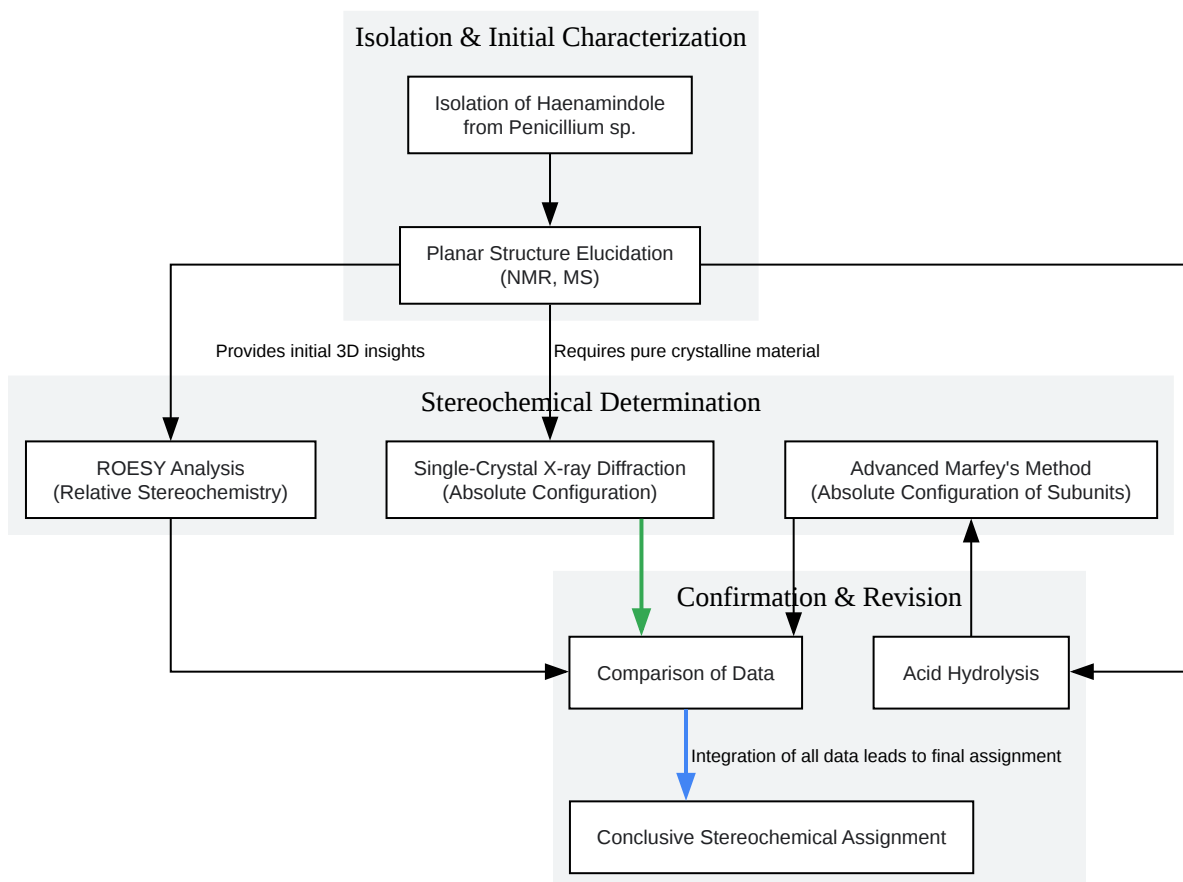 Isolation & Initial Characterization
Isolation of Haenamindole
from Penicillium sp.
Planar Structure Elucidation
(NMR, MS)
Provides initial 3D insights
Requires pure crystalline material
Stereochemical Determination
ROESY Analysis
(Relative Stereochemistry)
Single-Crystal X-ray Diffraction
(Absolute Configuration)
Advanced Marfey's Method
(Absolute Configuration of Subunits)
Confirmation & Revision
Comparison of Data
Acid Hydrolysis
Integration of all data leads to final assignment
Conclusive Stereochemical Assignment